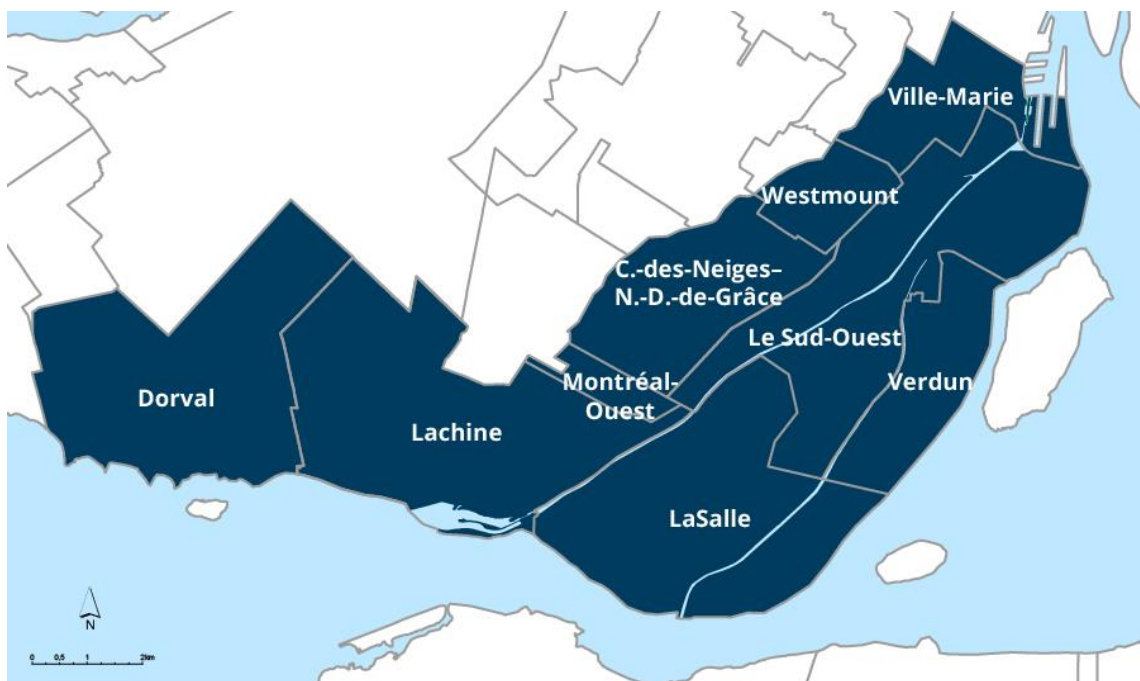 Ville-Marie
Westmount
C.-des-Neiges–
N.-D.-de-Grâce
Le Sud-Ouest
Montréal-
Ouest
Verdun
Dorval
Lachine
LaSalle
N
0 0,5 1 2km